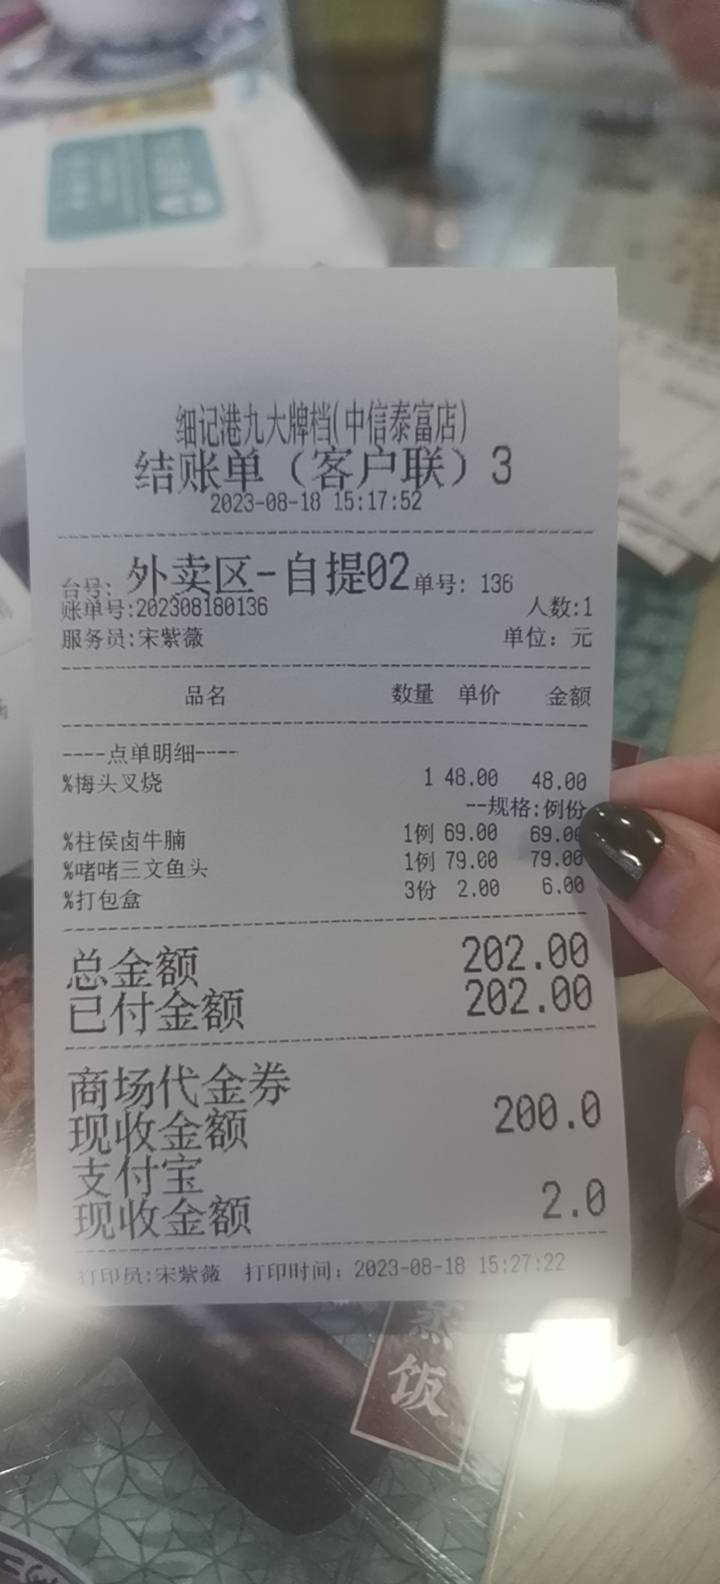 细记港九大牌档(中信泰富店)
结账单（客户联）3
2023-08-18 15:17:52
台号: 外卖区-自提02 单号: 136
账单号:202308180136 人数:1
服务员:宋紫薇 单位: 元
品名 数量 单价 金额
----点单明细----
%梅头叉烧 1 48.00 48.00
--规格:例份
%柱侯卤牛腩 1例 69.00 69.00
%啫啫三文鱼头 1例 79.00 79.00
%打包盒 3份 2.00 6.00
总金额 202.00
已付金额 202.00
商场代金券
现收金额 200.0
支付宝
现收金额 2.0
打印员:宋紫薇 打印时间: 2023-08-18 15:27:22
蒸
饭